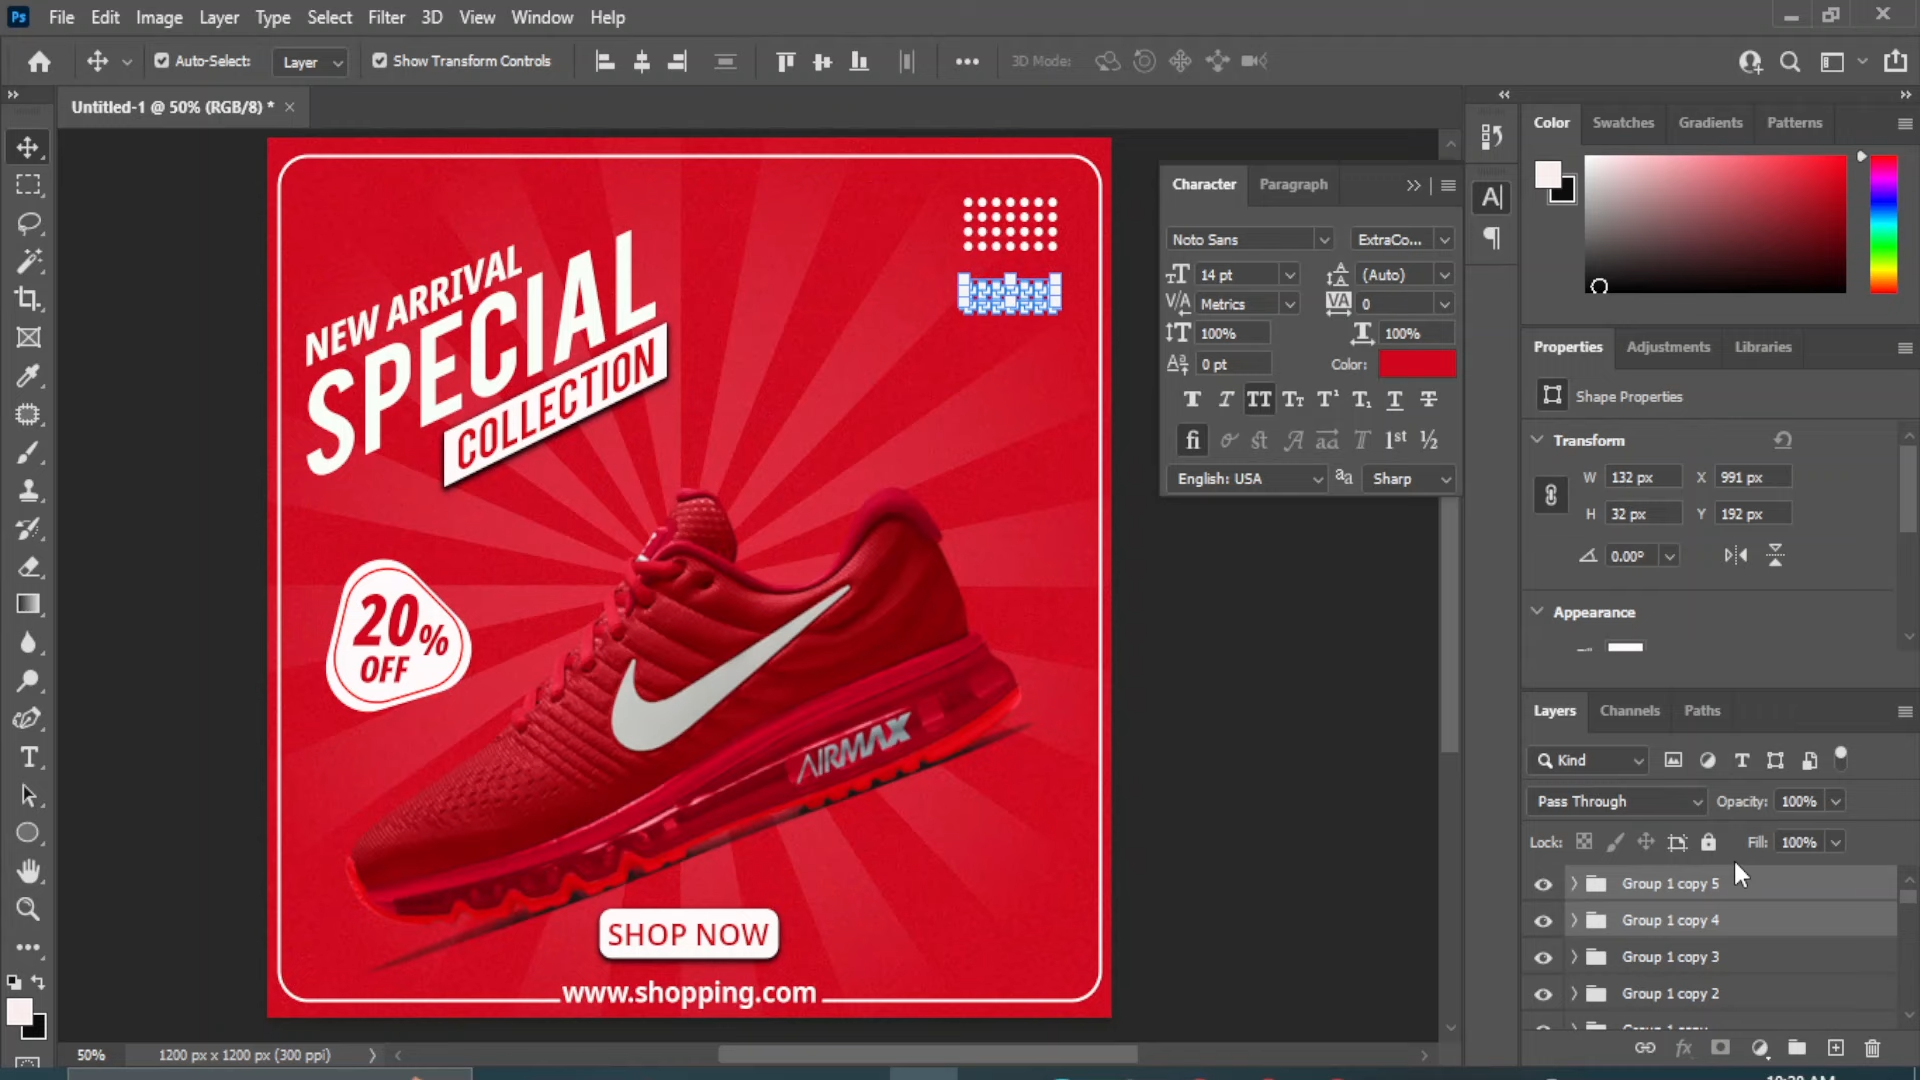 Ps File Edit Image Layer Type Select Filter 3D View Window Help
Auto-Select: Layer Show Transform Controls 3D Mode:
Untitled-1 @ 50% (RGB/8) *
NEW ARRIVAL
SPECIAL
COLLECTION
20%
OFF
AIRMAX
SHOP NOW
www.shopping.com
50% 1200 px x 1200 px (300 ppi)
Character Paragraph
Noto Sans ExtraCo...
14 pt (Auto)
Metrics 0
100% 100%
0 pt Color:
English: USA Sharp
Color Swatches Gradients Patterns
Properties Adjustments Libraries
Shape Properties
Transform
W 132 px X 991 px
H 32 px Y 192 px
0.00°
Appearance
Layers Channels Paths
Kind
Pass Through Opacity: 100%
Lock: Fill: 100%
Group 1 copy 5
Group 1 copy 4
Group 1 copy 3
Group 1 copy 2